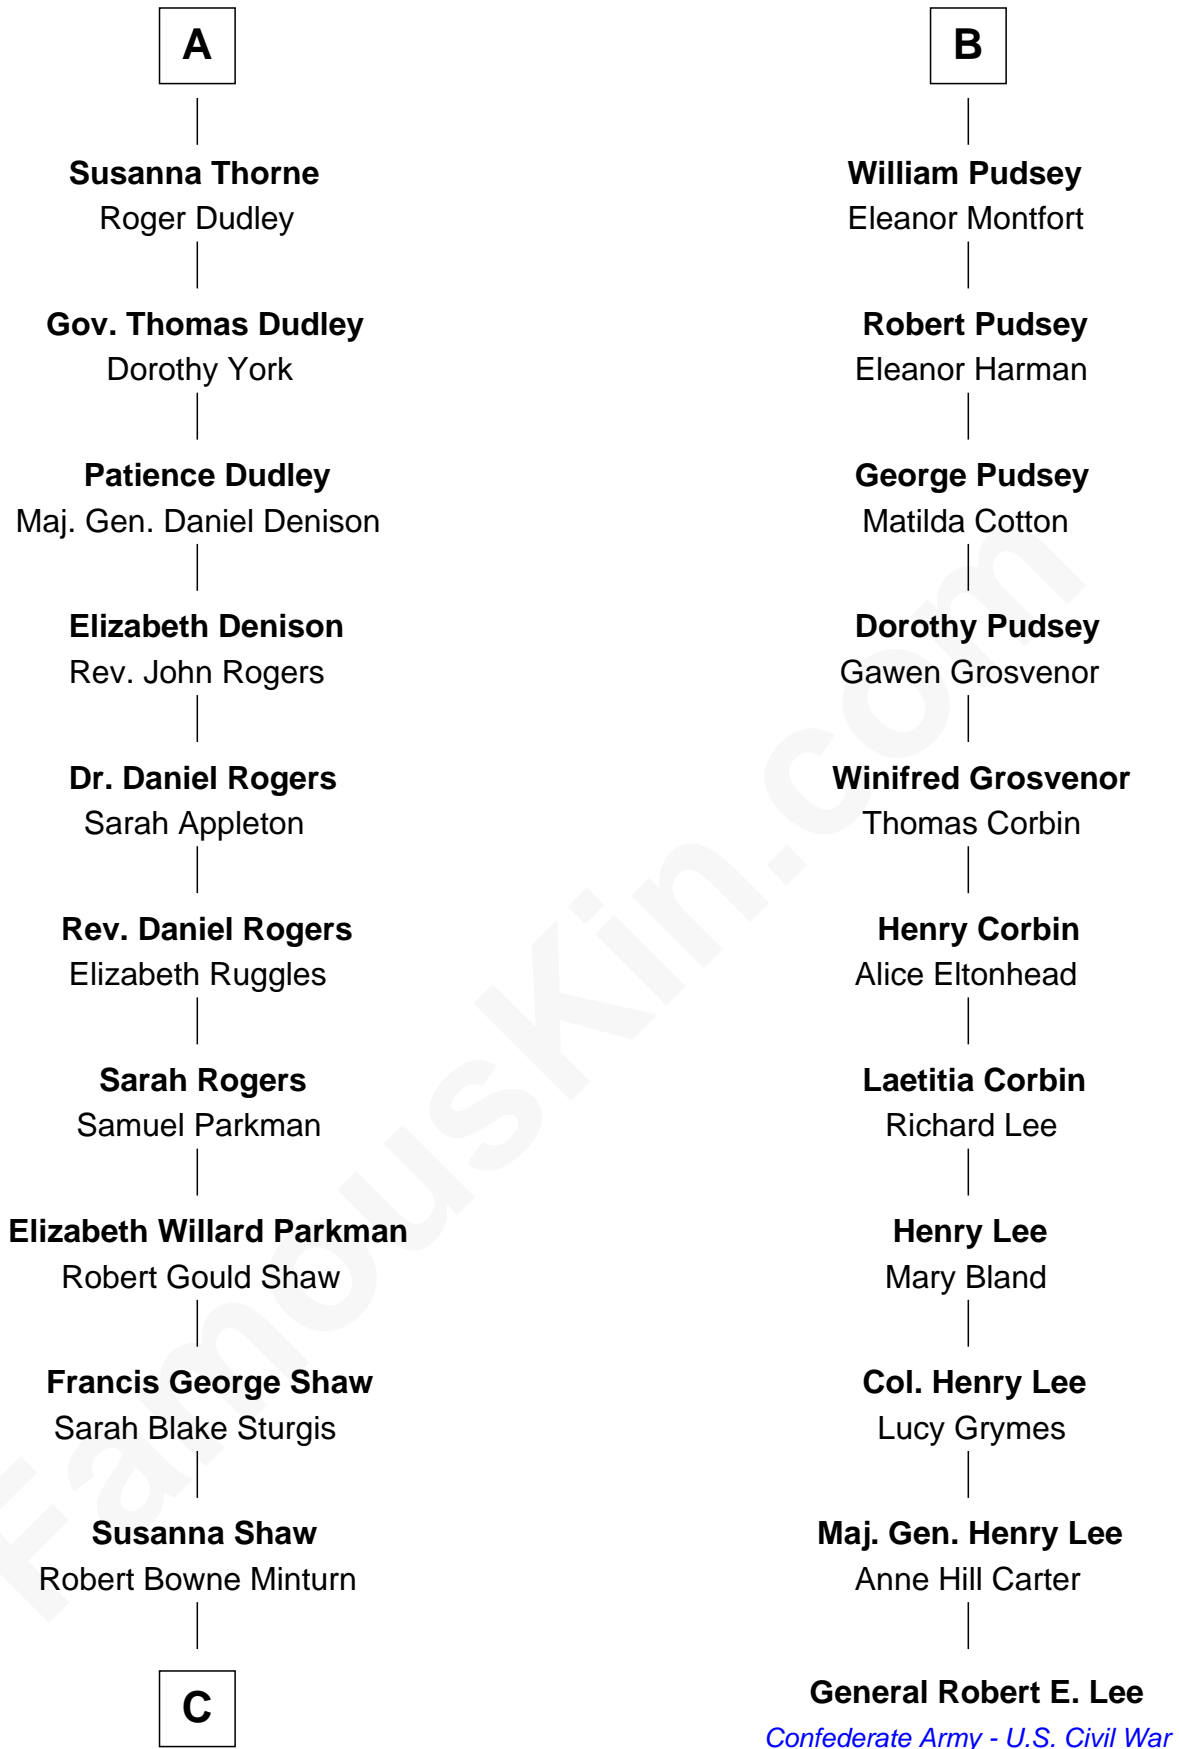 A
Susanna Thorne
Roger Dudley
Gov. Thomas Dudley
Dorothy York
Patience Dudley
Maj. Gen. Daniel Denison
Elizabeth Denison
Rev. John Rogers
Dr. Daniel Rogers
Sarah Appleton
Rev. Daniel Rogers
Elizabeth Ruggles
Sarah Rogers
Samuel Parkman
Elizabeth Willard Parkman
Robert Gould Shaw
Francis George Shaw
Sarah Blake Sturgis
Susanna Shaw
Robert Bowne Minturn
C
B
William Pudsey
Eleanor Montfort
Robert Pudsey
Eleanor Harman
George Pudsey
Matilda Cotton
Dorothy Pudsey
Gawen Grosvenor
Winifred Grosvenor
Thomas Corbin
Henry Corbin
Alice Eltonhead
Laetitia Corbin
Richard Lee
Henry Lee
Mary Bland
Col. Henry Lee
Lucy Grymes
Maj. Gen. Henry Lee
Anne Hill Carter
General Robert E. Lee
Confederate Army - U.S. Civil War
FamousKin.com